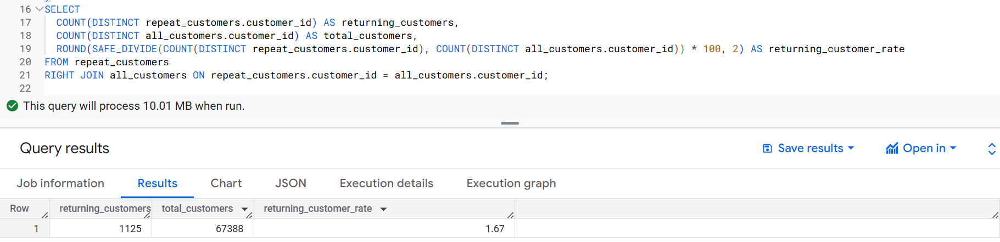 16 SELECT
17 COUNT(DISTINCT repeat_customers.customer_id) AS returning_customers,
18 COUNT(DISTINCT all_customers.customer_id) AS total_customers,
19 ROUND(SAFE_DIVIDE(COUNT(DISTINCT repeat_customers.customer_id), COUNT(DISTINCT all_customers.customer_id)) * 100, 2) AS returning_customer_rate
20 FROM repeat_customers
21 RIGHT JOIN all_customers ON repeat_customers.customer_id = all_customers.customer_id;
22
This query will process 10.01 MB when run.
Query results Save results Open in
Job information Results Chart JSON Execution details Execution graph
Row returning_customers total_customers returning_customer_rate
1 1125 67388 1.67